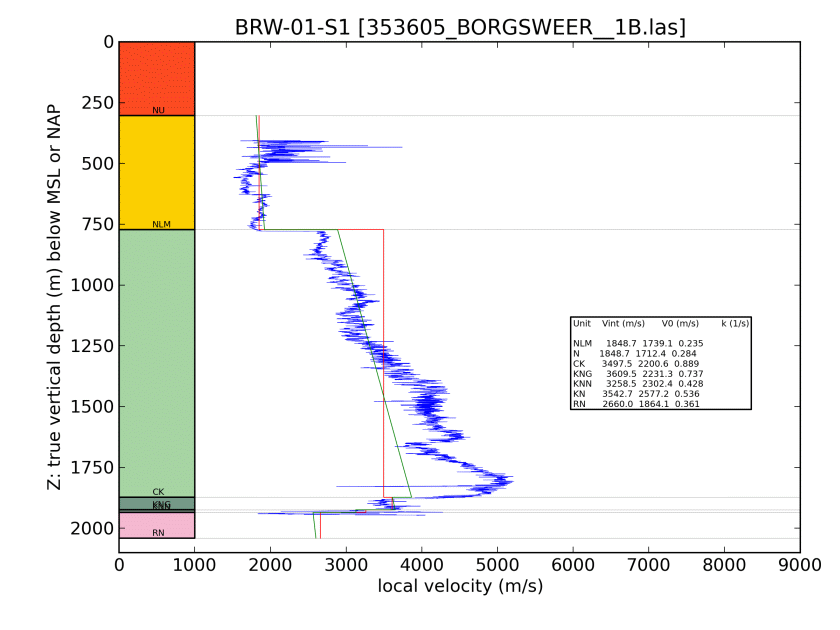 BRW-01-S1 [353605_BORGSWEER__1B.las]
Z: true vertical depth (m) below MSL or NAP
0
250
500
750
1000
1250
1500
1750
2000
NU
NLM
CK
KNG
KNN
RN
Unit Vint (m/s) V0 (m/s) k (1/s)
NLM 1848.7 1739.1 0.235
N 1848.7 1712.4 0.284
CK 3497.5 2200.6 0.889
KNG 3609.5 2231.3 0.737
KNN 3258.5 2302.4 0.428
KN 3542.7 2577.2 0.536
RN 2660.0 1864.1 0.361
0 1000 2000 3000 4000 5000 6000 7000 8000 9000
local velocity (m/s)